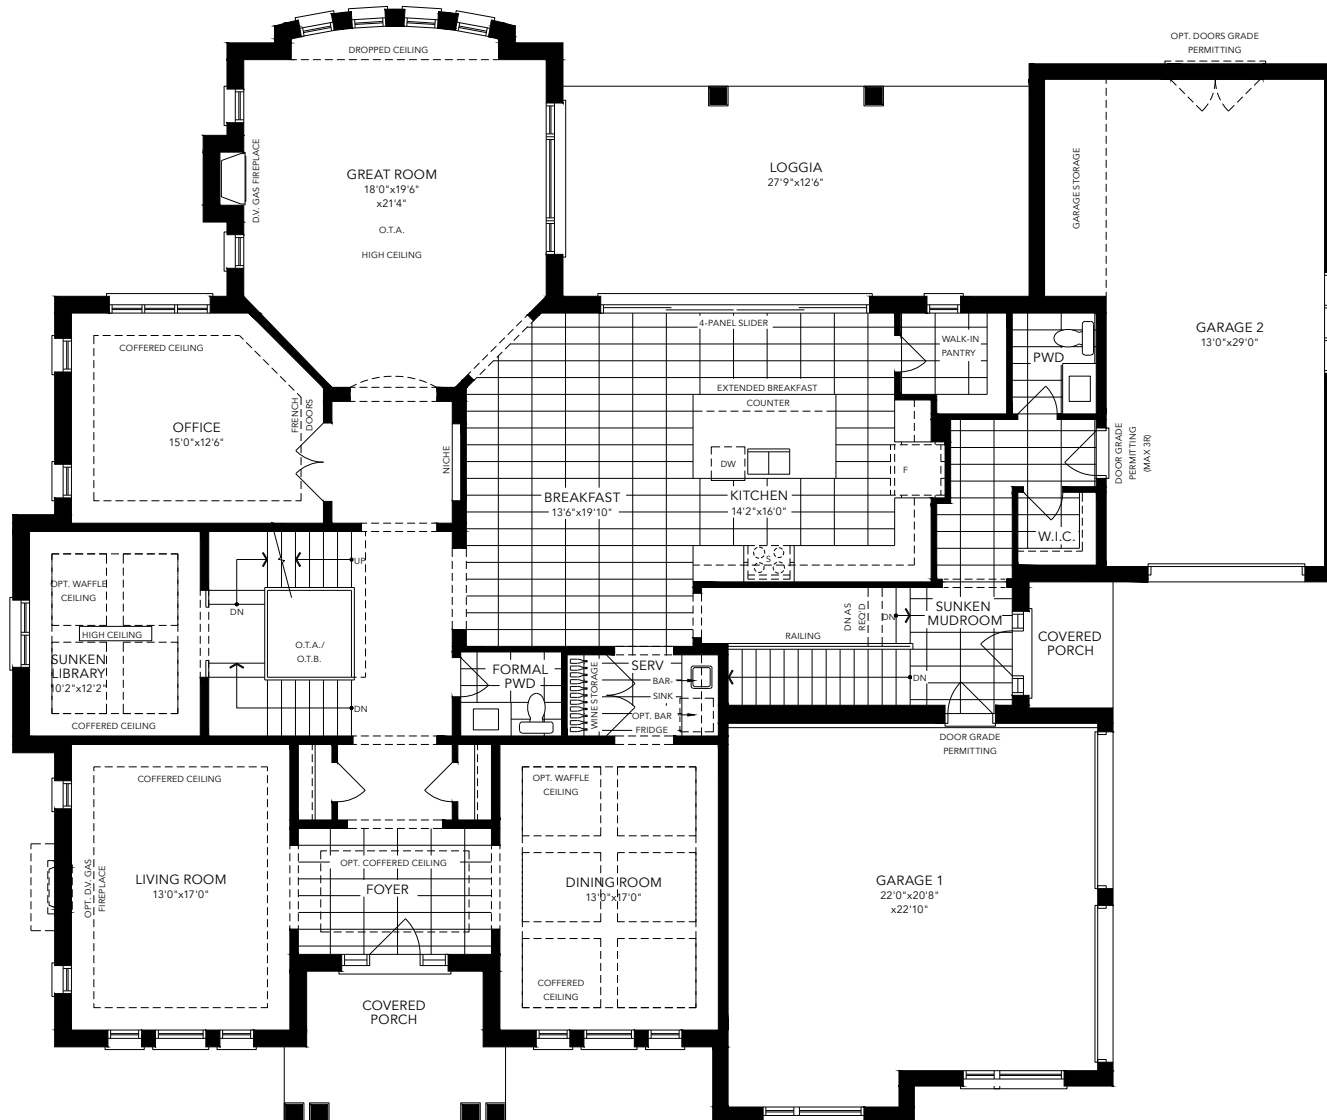 OPT. DOORS GRADE
PERMITTING
DROPPED CEILING
D.V. GAS FIREPLACE
GREAT ROOM
18'0"x19'6"
x21'4"
O.T.A.
HIGH CEILING
LOGGIA
27'9"x12'6"
GARAGE STORAGE
GARAGE 2
13'0"x29'0"
COFFERED CEILING
OFFICE
15'0"x12'6"
FRENCH
DOORS
NICHE
4-PANEL SLIDER
WALK-IN
PANTRY
PWD
EXTENDED BREAKFAST
COUNTER
DW
F
BREAKFAST
13'6"x19'10"
KITCHEN
14'2"x16'0"
S
DOOR GRADE
PERMITTING
(MAX 3R)
W.I.C.
OPT. WAFFLE
CEILING
HIGH CEILING
SUNKEN
LIBRARY
10'2"x12'2"
COFFERED CEILING
UP
DN
O.T.A./
O.T.B.
DN
RAILING
DN AS
REQ'D
DN
DN
SUNKEN
MUDROOM
COVERED
PORCH
FORMAL
PWD
WINE STORAGE
SERV
BAR-
SINK
OPT. BAR
FRIDGE
DOOR GRADE
PERMITTING
COFFERED CEILING
LIVING ROOM
13'0"x17'0"
OPT. D.V. GAS
FIREPLACE
OPT. COFFERED CEILING
FOYER
OPT. WAFFLE
CEILING
DINING ROOM
13'0"x17'0"
COFFERED
CEILING
GARAGE 1
22'0"x20'8"
x22'10"
COVERED
PORCH